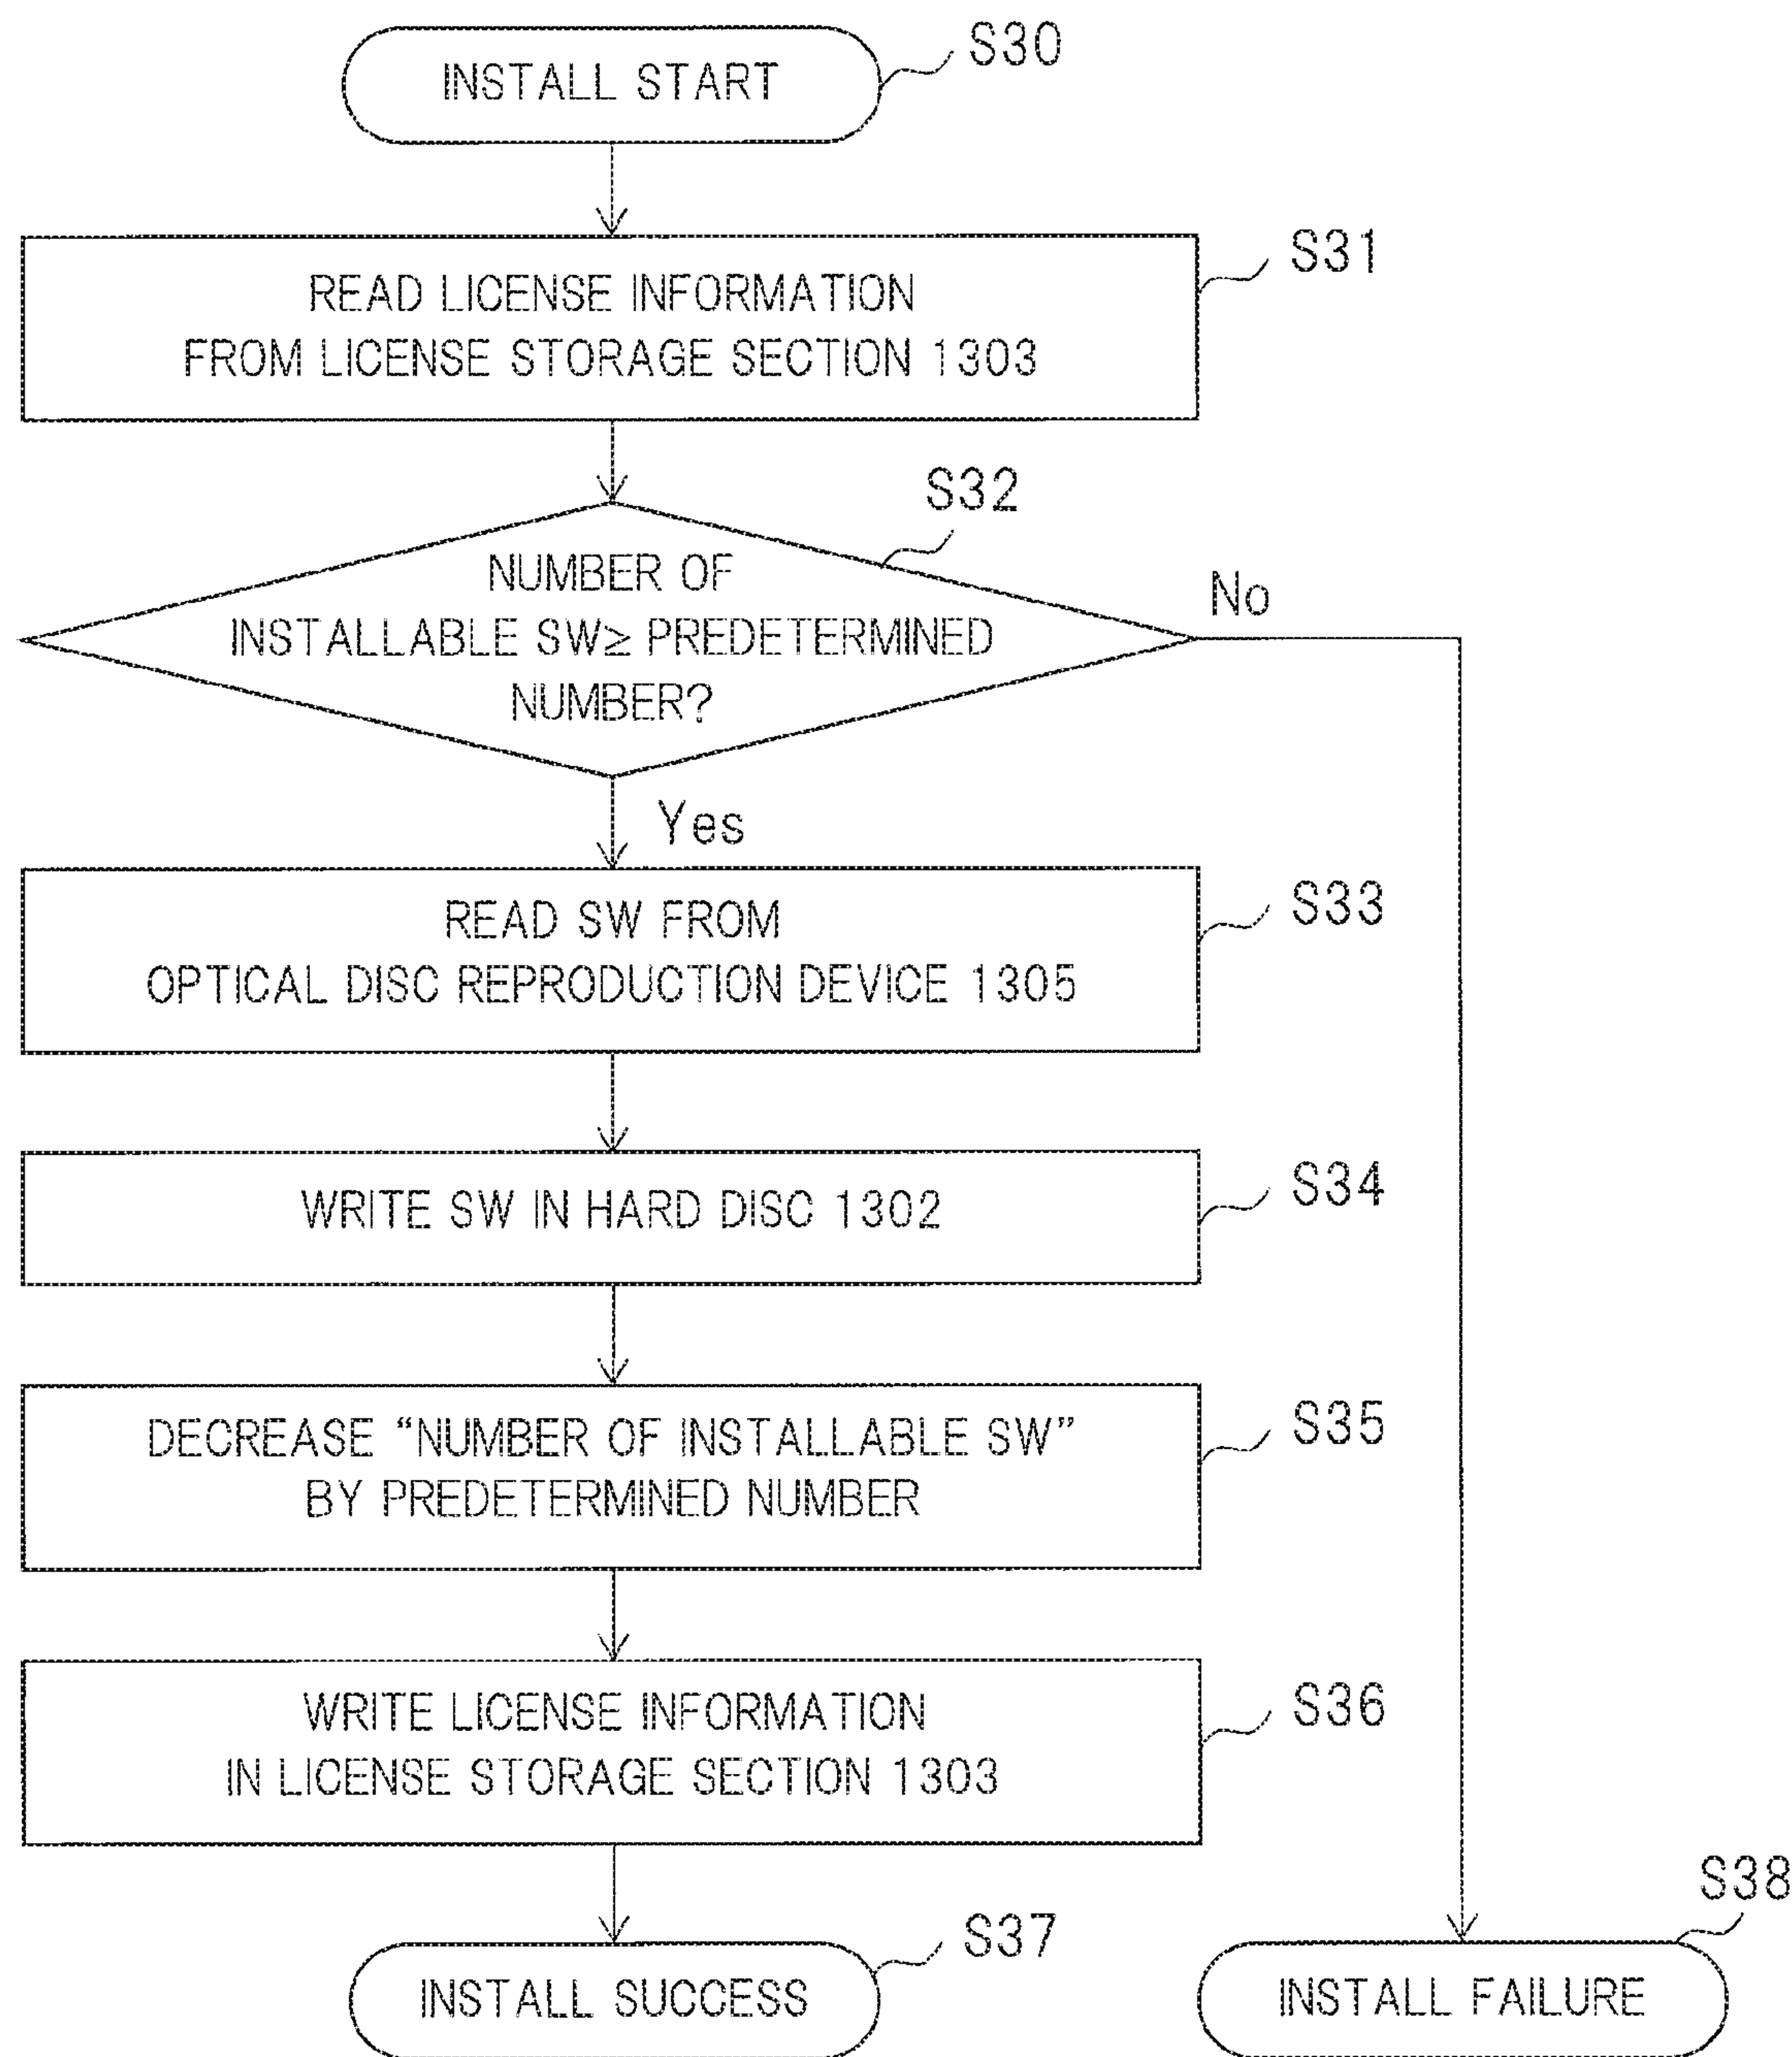 INSTALL START
S30
READ LICENSE INFORMATION
FROM LICENSE STORAGE SECTION 1303
S31
S32
NUMBER OF
INSTALLABLE SW≥ PREDETERMINED
NUMBER?
No
Yes
READ SW FROM
OPTICAL DISC REPRODUCTION DEVICE 1305
S33
WRITE SW IN HARD DISC 1302
S34
DECREASE “NUMBER OF INSTALLABLE SW”
BY PREDETERMINED NUMBER
S35
WRITE LICENSE INFORMATION
IN LICENSE STORAGE SECTION 1303
S36
INSTALL SUCCESS
S37
INSTALL FAILURE
S38